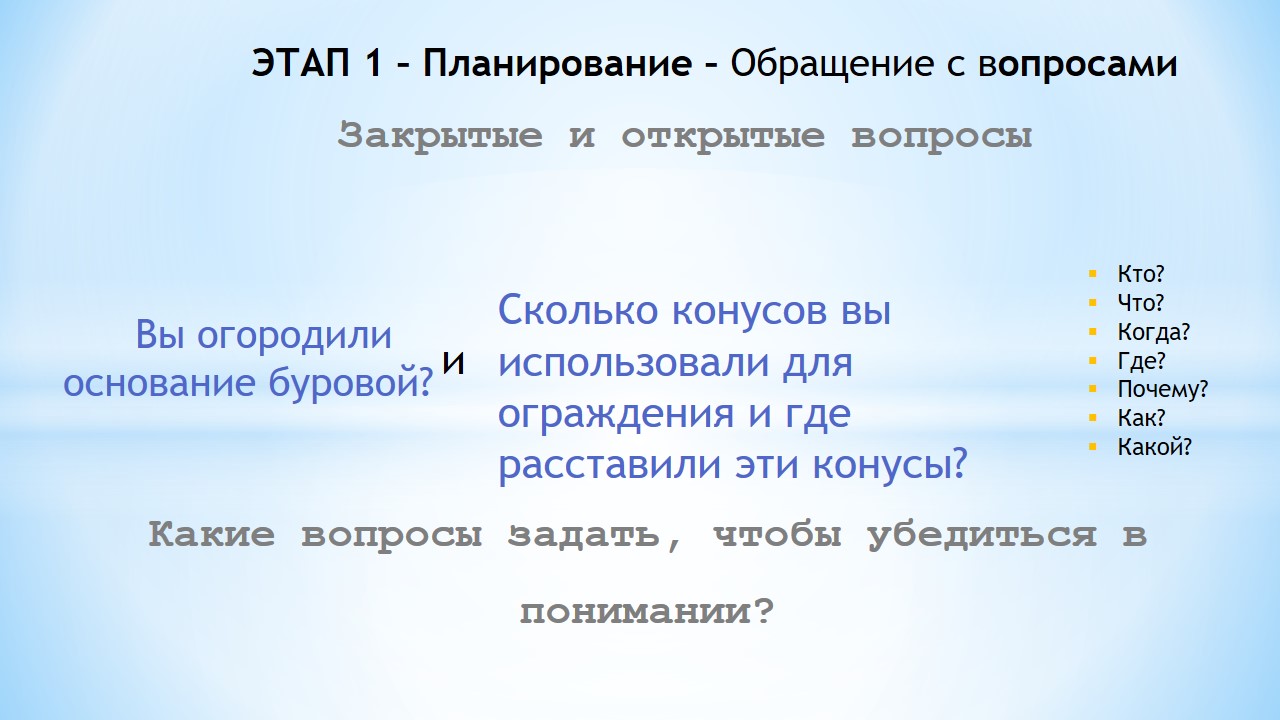 ЭТАП 1 – Планирование – Обращение с вопросами
Закрытые и открытые вопросы
Вы огородили
основание буровой?
и
Сколько конусов вы
использовали для
ограждения и где
расставили эти конусы?
▪ Кто?
▪ Что?
▪ Когда?
▪ Где?
▪ Почему?
▪ Как?
▪ Какой?
Какие вопросы задать, чтобы убедиться в
понимании?